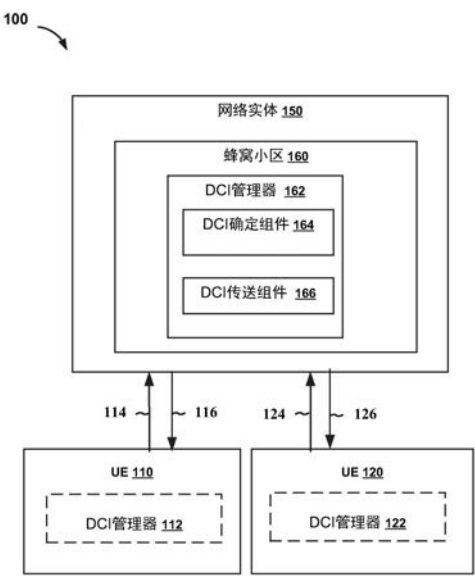 100
网络实体 150
蜂窝小区 160
DCI管理器 162
DCI确定组件 164
DCI传送组件 166
114
116
124
126
UE 110
UE 120
DCI管理器 112
DCI管理器 122